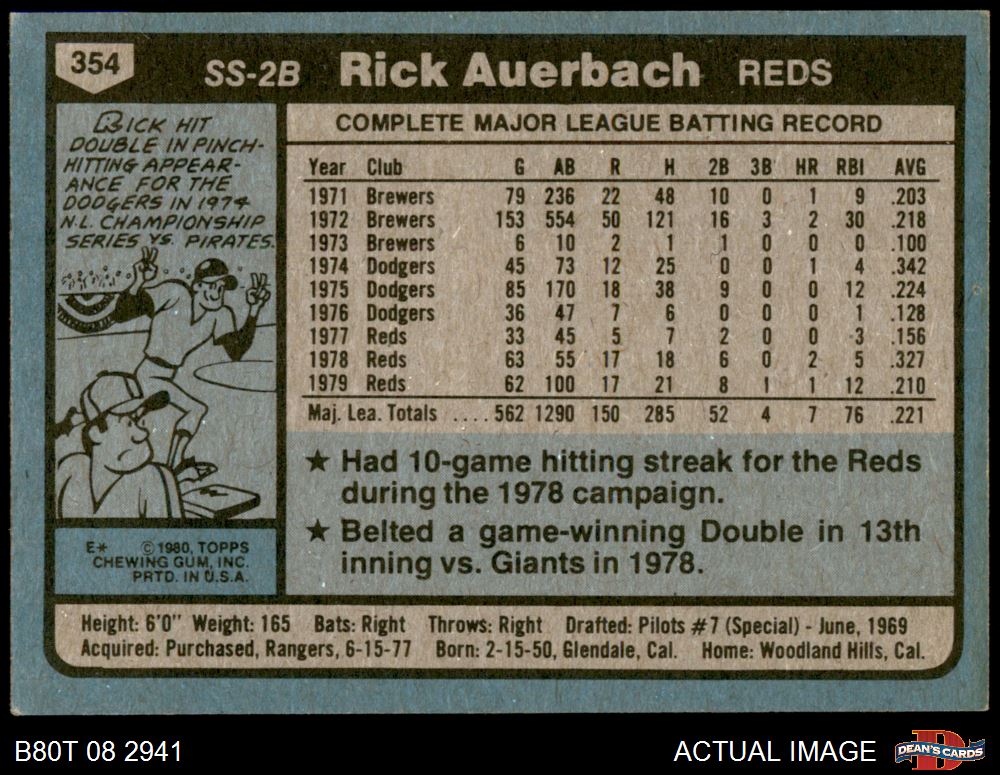 354 SS-2B Rick Auerbach REDS
RICK HIT
DOUBLE IN PINCH-
HITTING APPEAR-
ANCE FOR THE
DODGERS IN 1974
N.L. CHAMPIONSHIP
SERIES VS. PIRATES.
E* © 1980, TOPPS
CHEWING GUM, INC.
PRTD. IN U.S.A.
COMPLETE MAJOR LEAGUE BATTING RECORD
Year Club G AB R H 2B 3B HR RBI AVG
1971 Brewers 79 236 22 48 10 0 1 9 .203
1972 Brewers 153 554 50 121 16 3 2 30 .218
1973 Brewers 6 10 2 1 1 0 0 0 .100
1974 Dodgers 45 73 12 25 0 0 1 4 .342
1975 Dodgers 85 170 18 38 9 0 0 12 .224
1976 Dodgers 36 47 7 6 0 0 0 1 .128
1977 Reds 33 45 5 7 2 0 0 3 .156
1978 Reds 63 55 17 18 6 0 2 5 .327
1979 Reds 62 100 17 21 8 1 1 12 .210
Maj. Lea. Totals .... 562 1290 150 285 52 4 7 76 .221
★ Had 10-game hitting streak for the Reds
during the 1978 campaign.
★ Belted a game-winning Double in 13th
inning vs. Giants in 1978.
Height: 6'0" Weight: 165 Bats: Right Throws: Right Drafted: Pilots #7 (Special) - June, 1969
Acquired: Purchased, Rangers, 6-15-77 Born: 2-15-50, Glendale, Cal. Home: Woodland Hills, Cal.
B80T 08 2941 ACTUAL IMAGE DEAN'S CARDS